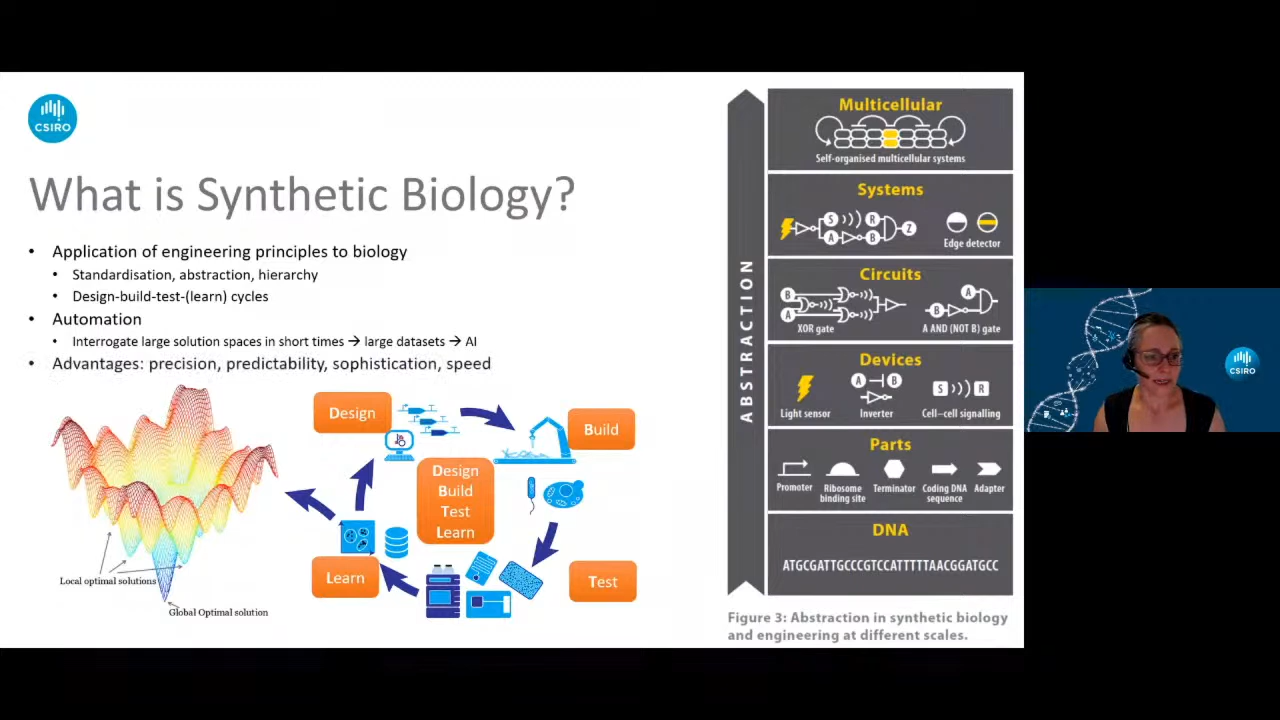 CSIRO
What is Synthetic Biology?
• Application of engineering principles to biology
• Standardisation, abstraction, hierarchy
• Design-build-test-(learn) cycles
• Automation
• Interrogate large solution spaces in short times → large datasets → AI
• Advantages: precision, predictability, sophistication, speed
Local optimal solutions
Global Optimal solution
Design
Build
Design
Build
Test
Learn
Learn
Test
ABSTRACTION
Multicellular
Self-organised multicellular systems
Systems
S R
A B Z
Edge detector
Circuits
B
A
XOR gate
A
B
A AND (NOT B) gate
Devices
A B
S R
Light sensor
Inverter
Cell–cell signalling
Parts
Promoter
Ribosome
binding site
Terminator
Coding DNA
sequence
Adapter
DNA
ATGCGATTGCCCGTCCATTTTTAACGGATGCC
Figure 3: Abstraction in synthetic biology
and engineering at different scales.
CSIRO